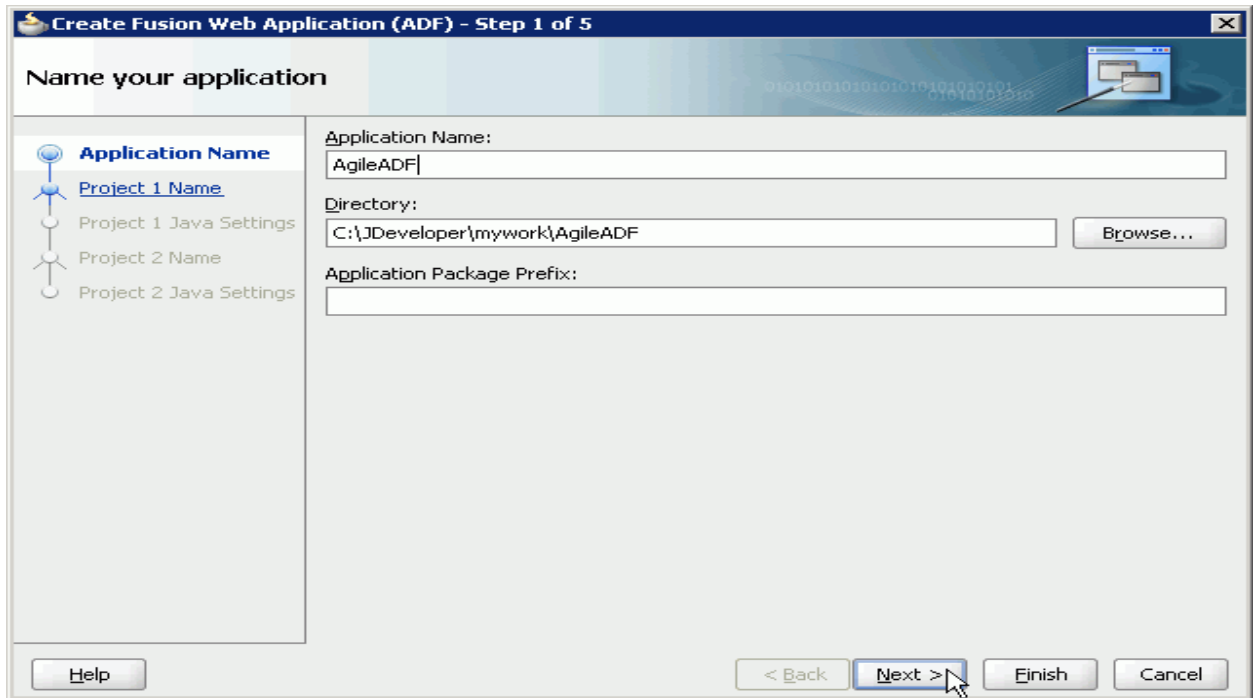 Create Fusion Web Application (ADF) - Step 1 of 5
Name your application
Application Name
Project 1 Name
Project 1 Java Settings
Project 2 Name
Project 2 Java Settings
Application Name:
AgileADF
Directory:
C:\JDeveloper\mywork\AgileADF
Browse...
Application Package Prefix:
Help
< Back
Next >
Finish
Cancel